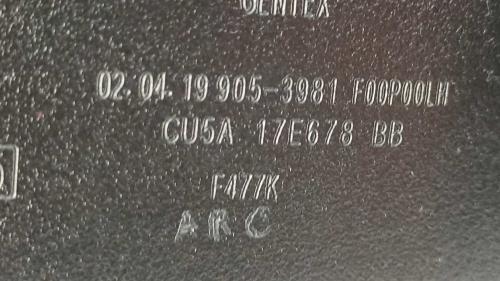 GENTEX
02.04.19 905-3981 F00P00LH
CU5A 17E678 BB
F477K
ARC